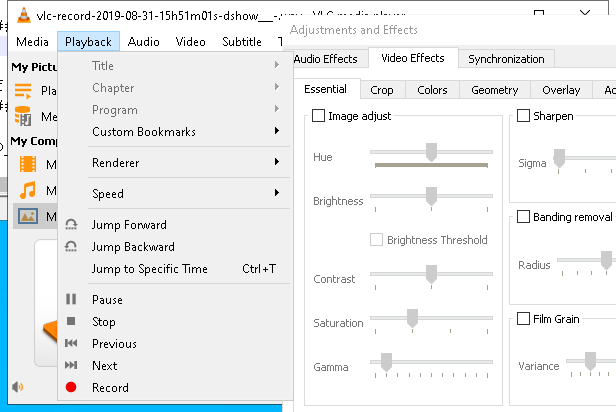 vlc-record-2019-08-31-15h51m01s-dshow___-.wav - VLC media player
Adjustments and Effects
Media Playback Audio Video Subtitle T
Audio Effects Video Effects Synchronization
Essential Crop Colors Geometry Overlay
My Pictu
Pla
Me
My Comp
M
M
M
Title
Chapter
Program
Custom Bookmarks
Renderer
Speed
Jump Forward
Jump Backward
Jump to Specific Time Ctrl+T
Pause
Stop
Previous
Next
Record
Image adjust
Hue
Brightness
Brightness Threshold
Contrast
Saturation
Gamma
Sharpen
Sigma
Banding removal
Radius
Film Grain
Variance